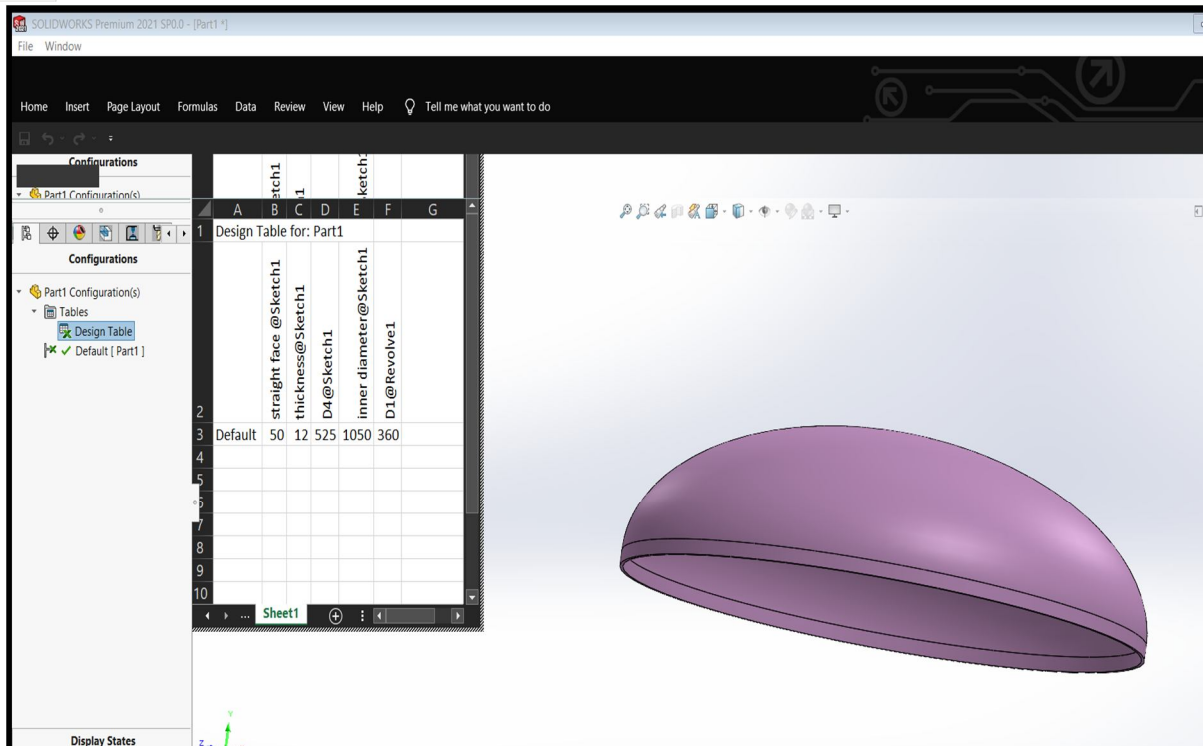 SOLIDWORKS Premium 2021 SP0.0 - [Part1 *]
File Window
Home Insert Page Layout Formulas Data Review View Help Tell me what you want to do
Configurations
Part1 Configuration(s)
etch1
1
ketch1
A B C D E F G
1 Design Table for: Part1
Configurations
Part1 Configuration(s)
Tables
Design Table
Default [ Part1 ]
2 straight face @Sketch1 thickness@Sketch1 D4@Sketch1 inner diameter@Sketch1 D1@Revolve1
3 Default 50 12 525 1050 360
4
5
7
8
9
10
... Sheet1
Display States
Y
Z